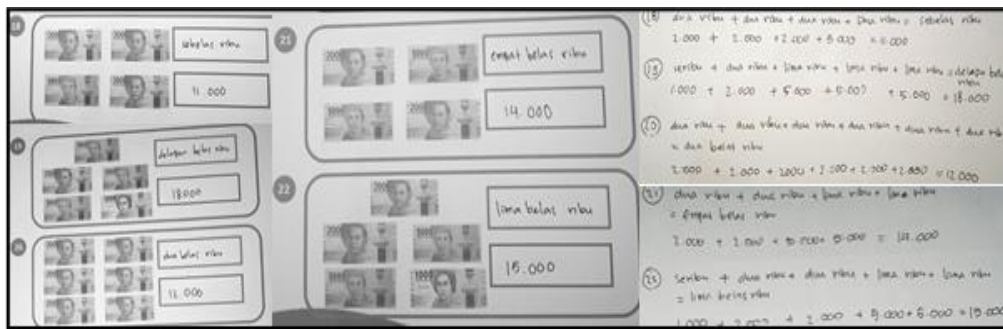 18
sebelas ribu
11.000
19
delapan belas ribu
18.000
20
dua belas ribu
12.000
21
empat belas ribu
14.000
22
lima belas ribu
15.000
18 dua ribu + dua ribu + dua ribu + lima ribu = sebelas ribu
2.000 + 2.000 + 2.000 + 5.000 = 11.000
19 seribu + dua ribu + lima ribu + lima ribu + lima ribu = delapan belas
ribu
1.000 + 2.000 + 5.000 + 5.000 + 5.000 = 18.000
20 dua ribu + dua ribu + dua ribu + dua ribu + dua ribu + dua ribu
= dua belas ribu
2.000 + 2.000 + 2.000 + 2.000 + 2.000 + 2.000 = 12.000
21 dua ribu + dua ribu + lima ribu + lima ribu
= empat belas ribu
2.000 + 2.000 + 5.000 + 5.000 = 14.000
seribu + dua ribu + dua ribu + lima ribu + lima ribu
= lima belas ribu
1.000 + 2.000 + 2.000 + 5.000 + 5.000 = 15.000